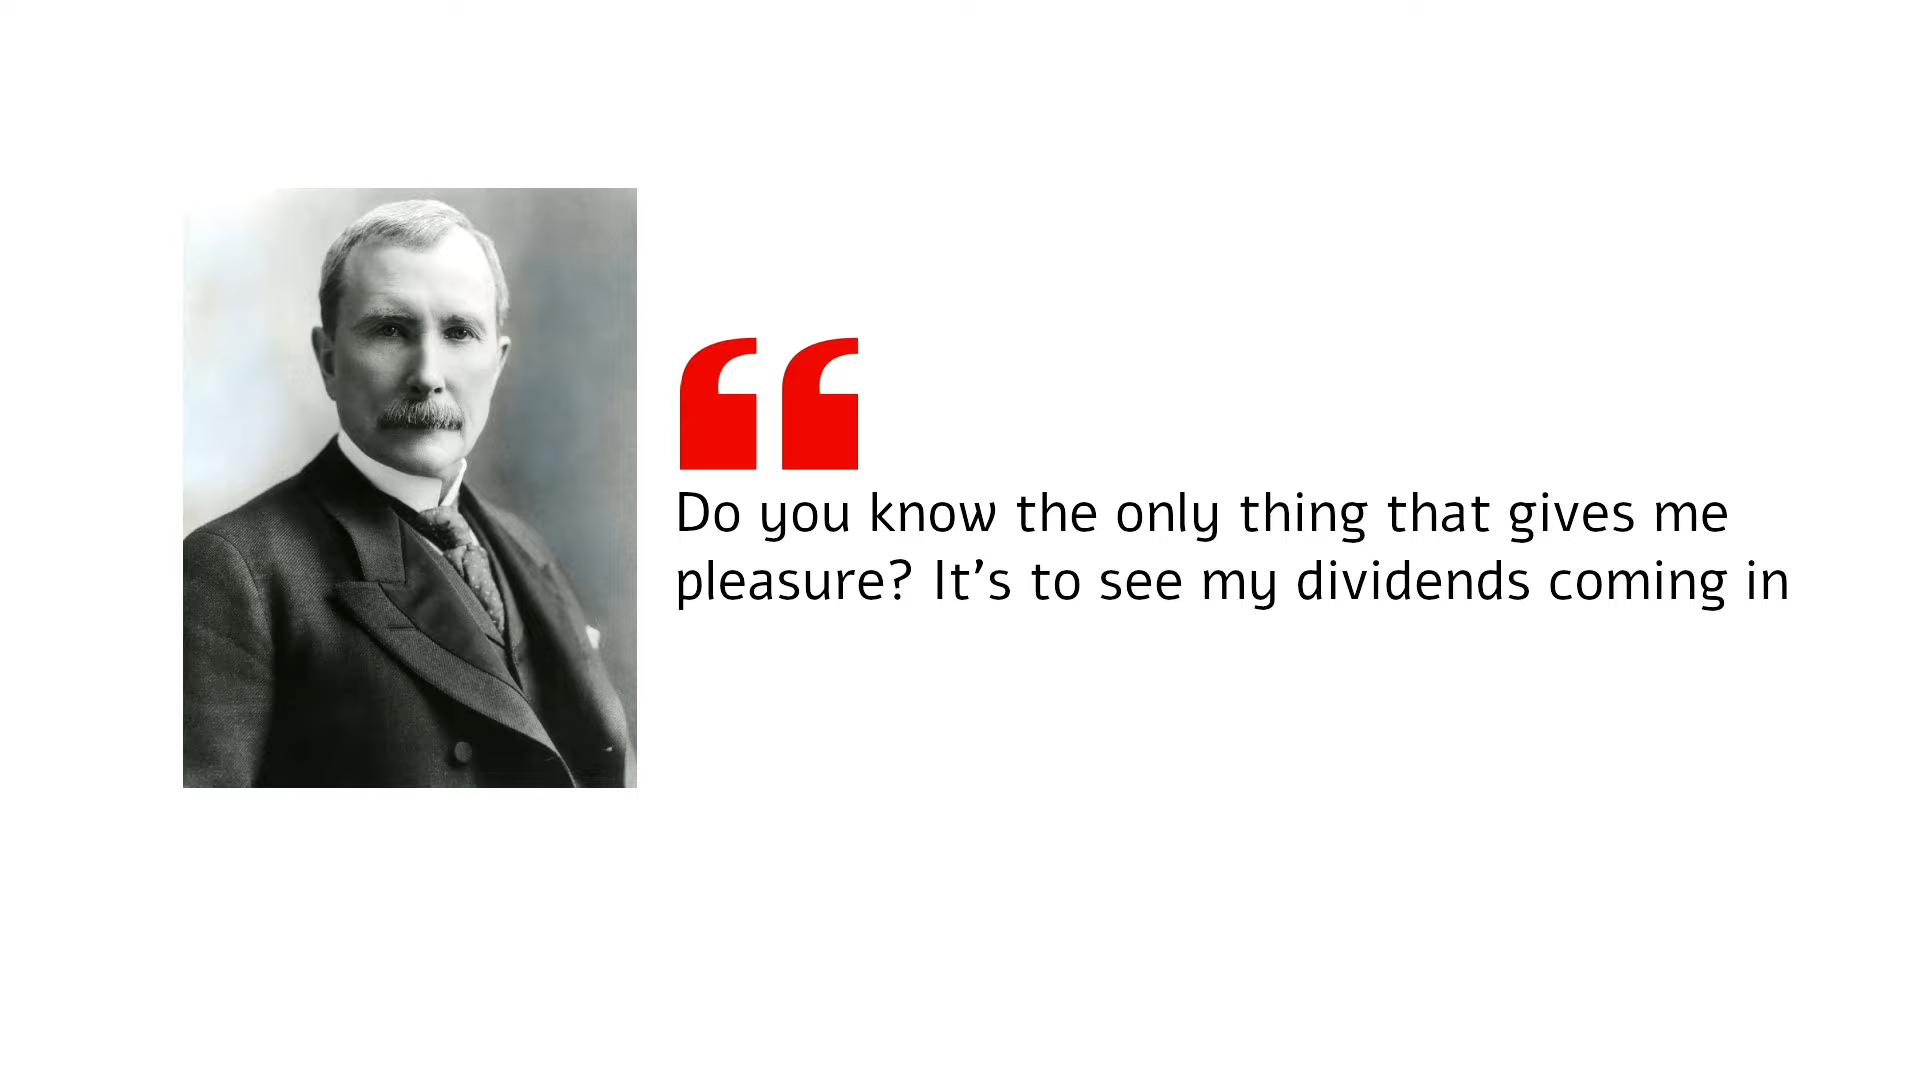 “
Do you know the only thing that gives me
pleasure? It’s to see my dividends coming in